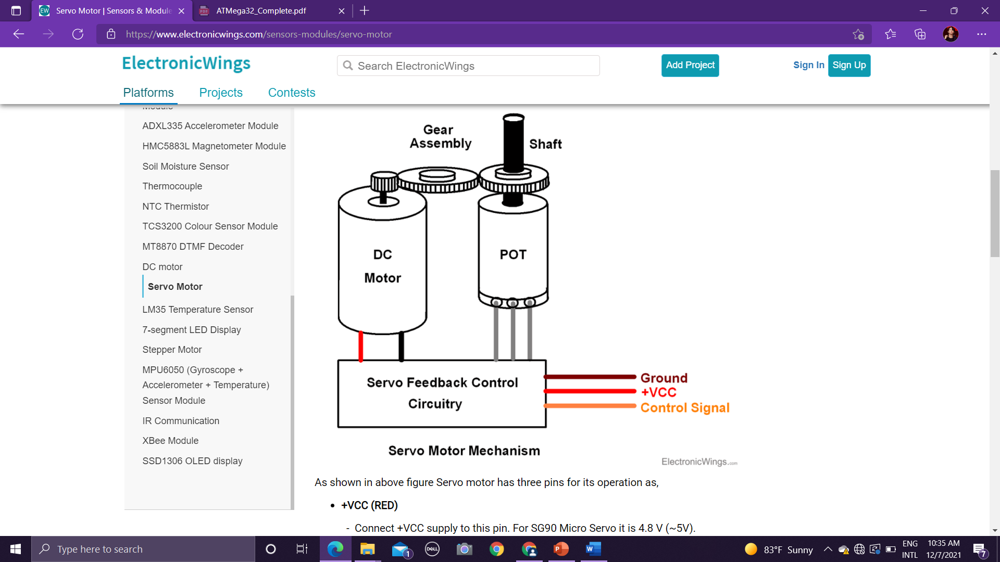 Servo Motor | Sensors & Module
ATMega32_Complete.pdf
https://www.electronicwings.com/sensors-modules/servo-motor
ElectronicWings
Search ElectronicWings
Add Project
Sign In
Sign Up
Platforms
Projects
Contests
Module
ADXL335 Accelerometer Module
HMC5883L Magnetometer Module
Soil Moisture Sensor
Thermocouple
NTC Thermistor
TCS3200 Colour Sensor Module
MT8870 DTMF Decoder
DC motor
Servo Motor
LM35 Temperature Sensor
7-segment LED Display
Stepper Motor
MPU6050 (Gyroscope +
Accelerometer + Temperature)
Sensor Module
IR Communication
XBee Module
SSD1306 OLED display
Gear
Assembly
Shaft
DC
Motor
POT
Servo Feedback Control
Circuitry
Ground
+VCC
Control Signal
Servo Motor Mechanism
ElectronicWings.com
As shown in above figure Servo motor has three pins for its operation as,
• +VCC (RED)
- Connect +VCC supply to this pin. For SG90 Micro Servo it is 4.8 V (~5V).
Type here to search
1
DELL
83°F Sunny
ENG
INTL
10:35 AM
12/7/2021
7